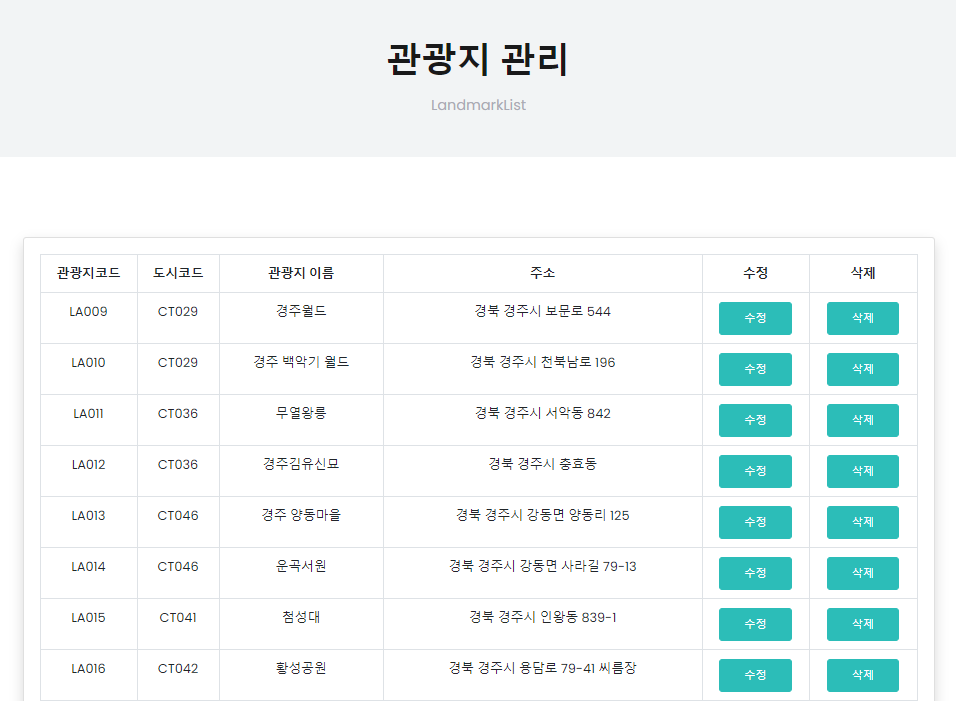 관광지 관리
LandmarkList
관광지코드 도시코드 관광지 이름 주소 수정 삭제
LA009 CT029 경주월드 경북 경주시 보문로 544 수정 삭제
LA010 CT029 경주 백악기 월드 경북 경주시 천북남로 196 수정 삭제
LA011 CT036 무열왕릉 경북 경주시 서악동 842 수정 삭제
LA012 CT036 경주김유신묘 경북 경주시 충효동 수정 삭제
LA013 CT046 경주 양동마을 경북 경주시 강동면 양동리 125 수정 삭제
LA014 CT046 운곡서원 경북 경주시 강동면 사라길 79-13 수정 삭제
LA015 CT041 첨성대 경북 경주시 인왕동 839-1 수정 삭제
LA016 CT042 황성공원 경북 경주시 용담로 79-41 씨름장 수정 삭제